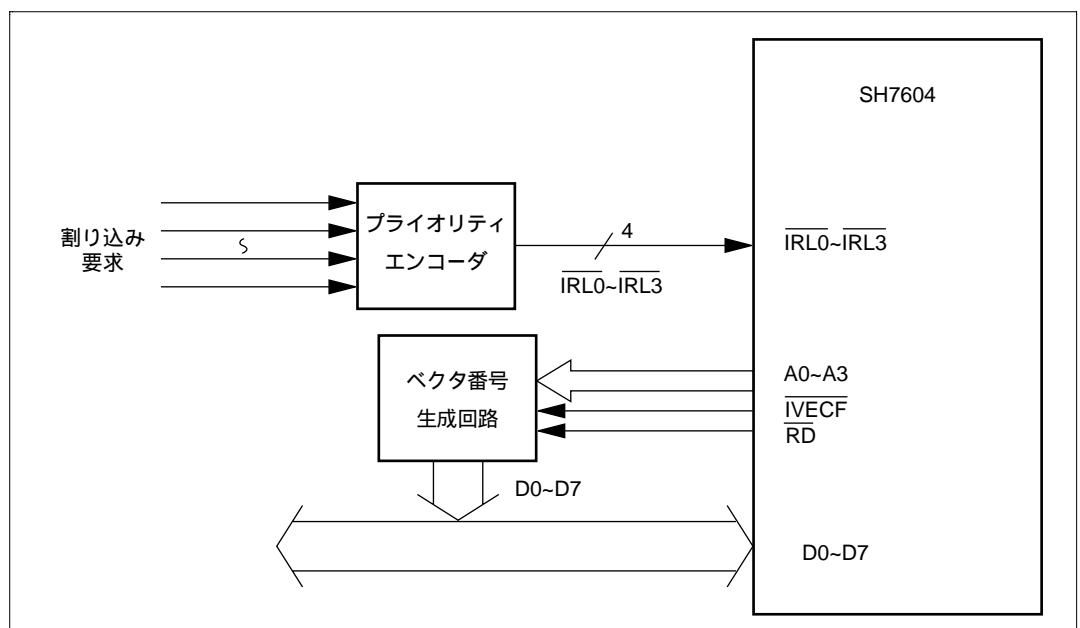 SH7604
割り込み
要求
プライオリティ
エンコーダ
4
IRL0~IRL3
IRL0~IRL3
ベクタ番号
生成回路
A0~A3
IVECF
RD
D0~D7
D0~D7